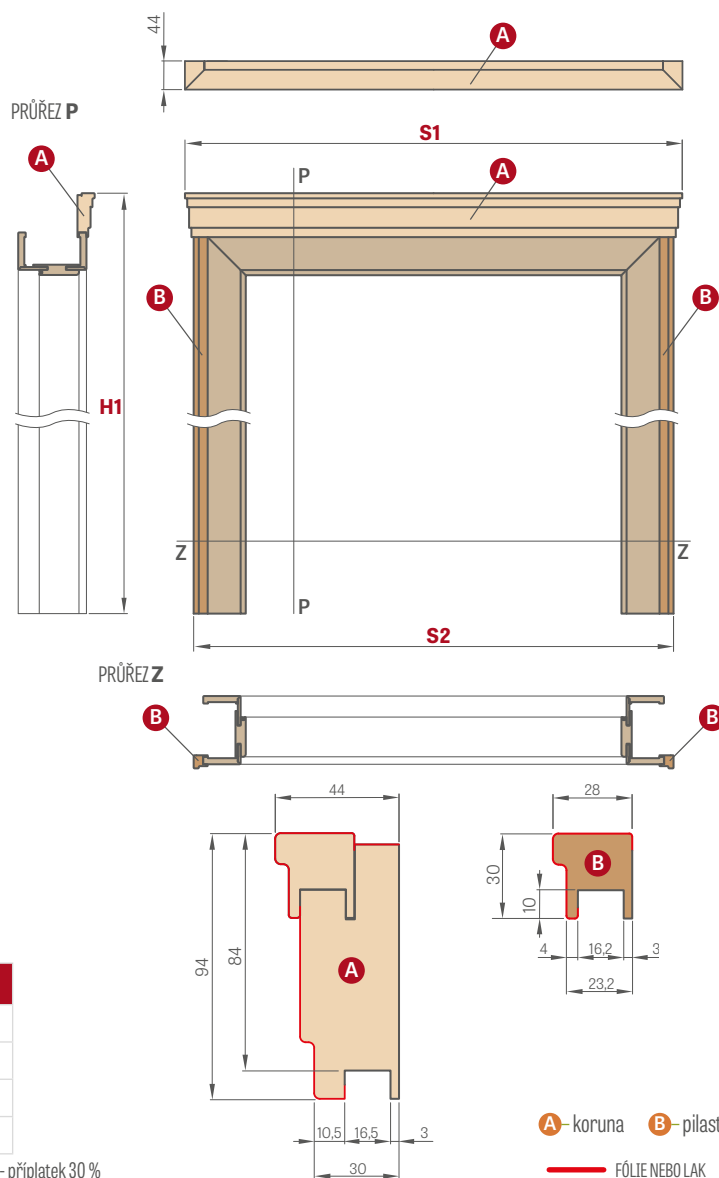 44
A
PRŮŘEZ P
A
S1
P
A
B
B
H1
Z
Z
P
S2
PRŮŘEZ Z
B
B
44
28
30
B
10
94
84
A
4
16,2
3
23,2
10,5
16,5
3
30
A - koruna
B - pilast
- příplatek 30 %
FÓLIE NEBO LAK